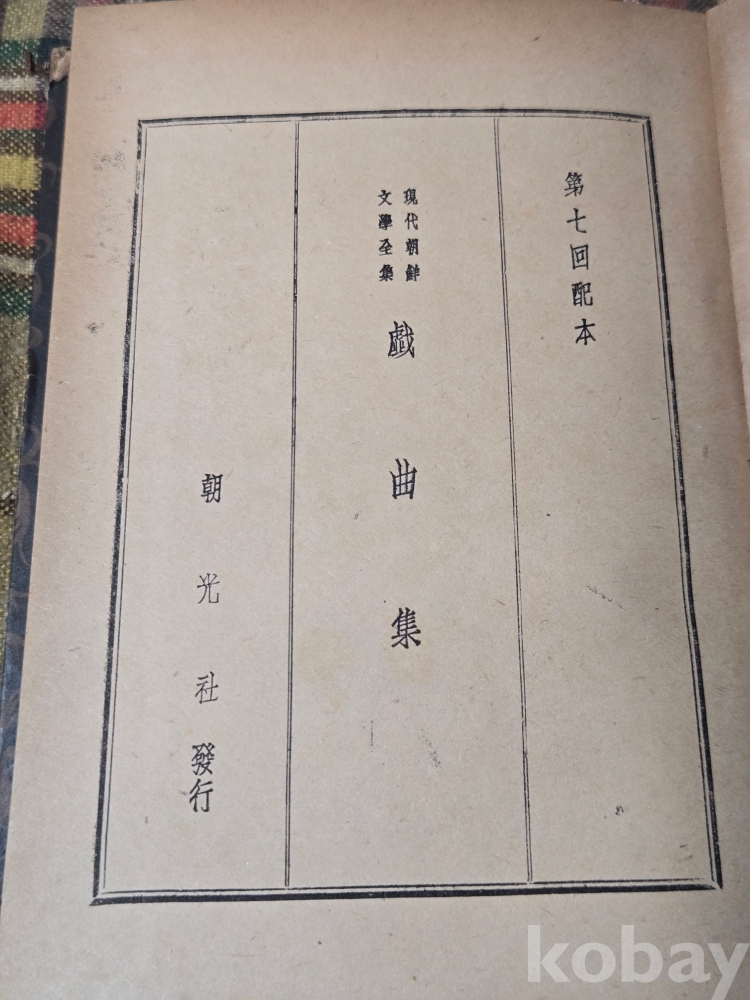 第七回配本
現代朝鮮
文學全集
戱曲集
朝光社發行
kobay